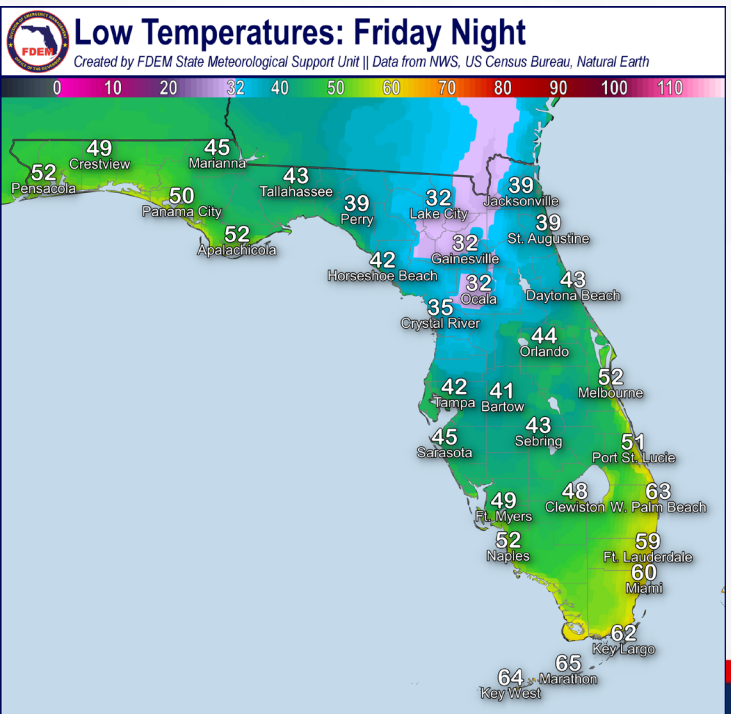 Low Temperatures: Friday Night
Created by FDEM State Meteorological Support Unit || Data from NWS, US Census Bureau, Natural Earth
FDEM
0 10 20 32 40 50 60 70 80 90 100 110
49
Crestview
45
Marianna
52
Pensacola
43
Tallahassee
50
Panama City
39
Perry
32
Lake City
39
Jacksonville
52
Apalachicola
39
St. Augustine
32
Gainesville
42
Horseshoe Beach
32
Ocala
43
Daytona Beach
35
Crystal River
44
Orlando
52
Melbourne
42
Tampa
41
Bartow
43
Sebring
45
Sarasota
51
Port St. Lucie
49
Ft. Myers
48
Clewiston
63
W. Palm Beach
52
Naples
59
Ft. Lauderdale
60
Miami
62
Key Largo
65
Marathon
64
Key West